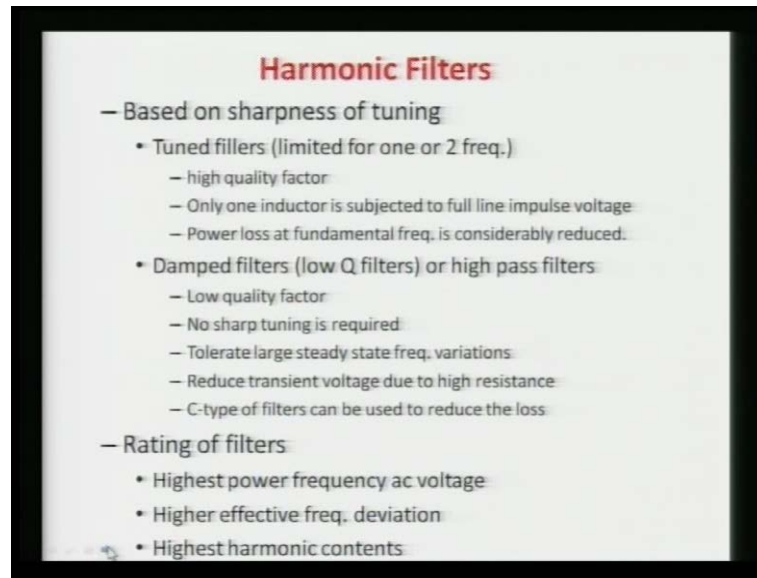 Harmonic Filters
– Based on sharpness of tuning
• Tuned fillers (limited for one or 2 freq.)
– high quality factor
– Only one inductor is subjected to full line impulse voltage
– Power loss at fundamental freq. is considerably reduced.
• Damped filters (low Q filters) or high pass filters
– Low quality factor
– No sharp tuning is required
– Tolerate large steady state freq. variations
– Reduce transient voltage due to high resistance
– C-type of filters can be used to reduce the loss
– Rating of filters
• Highest power frequency ac voltage
• Higher effective freq. deviation
• Highest harmonic contents